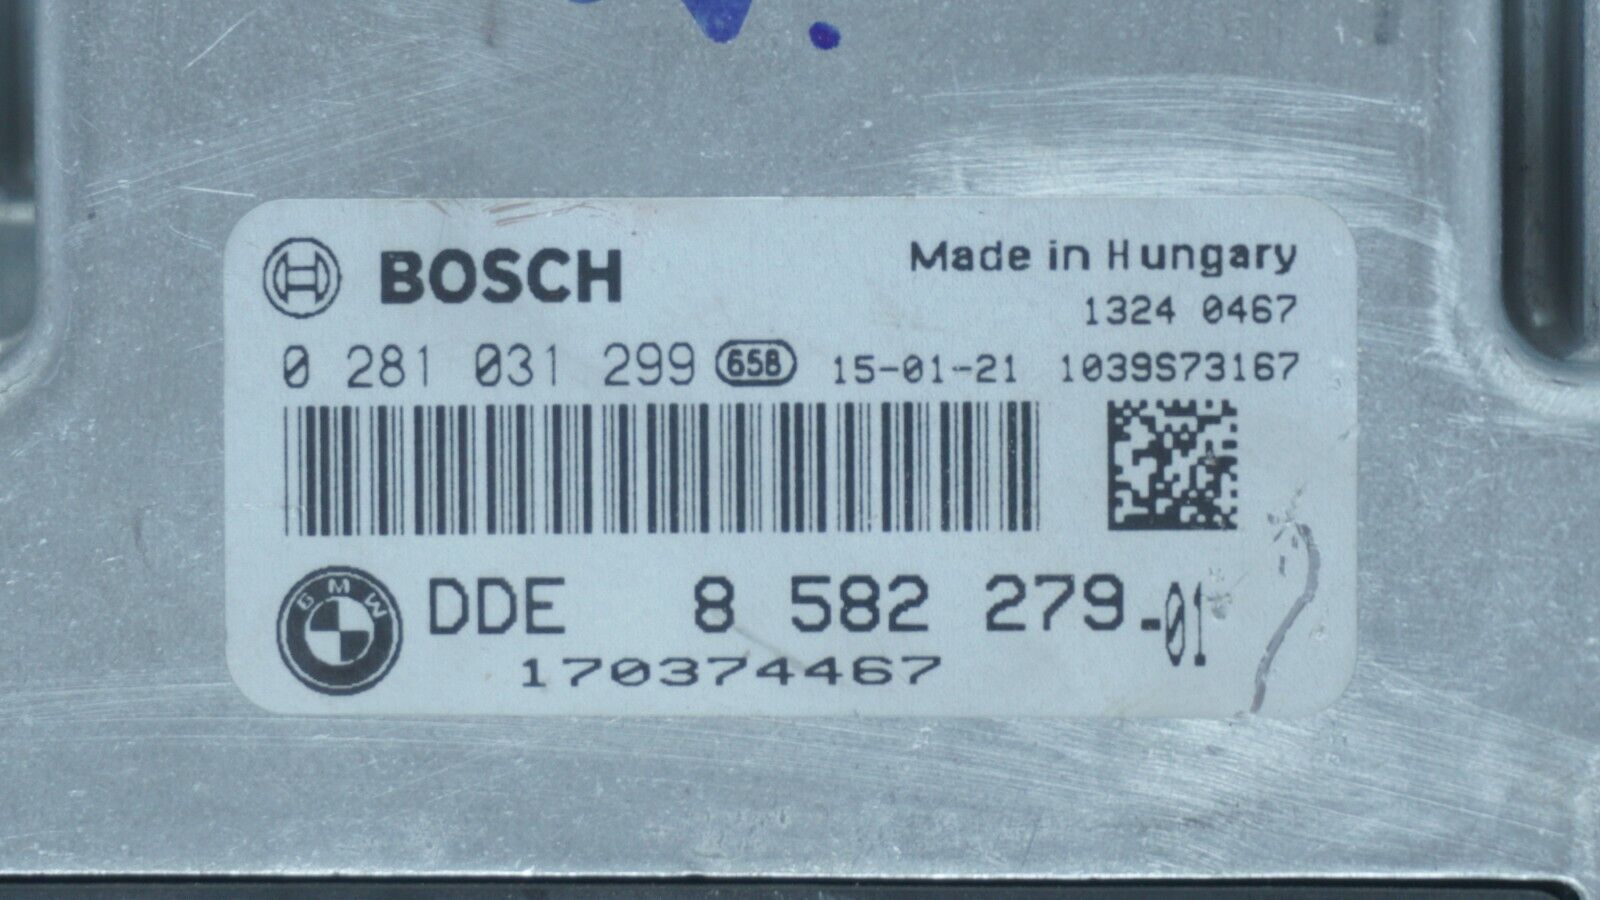 BOSCH
Made in Hungary
1324 0467
0 281 031 299 658 15-01-21 1039S73167
BMW DDE 8 582 279-01
170374467